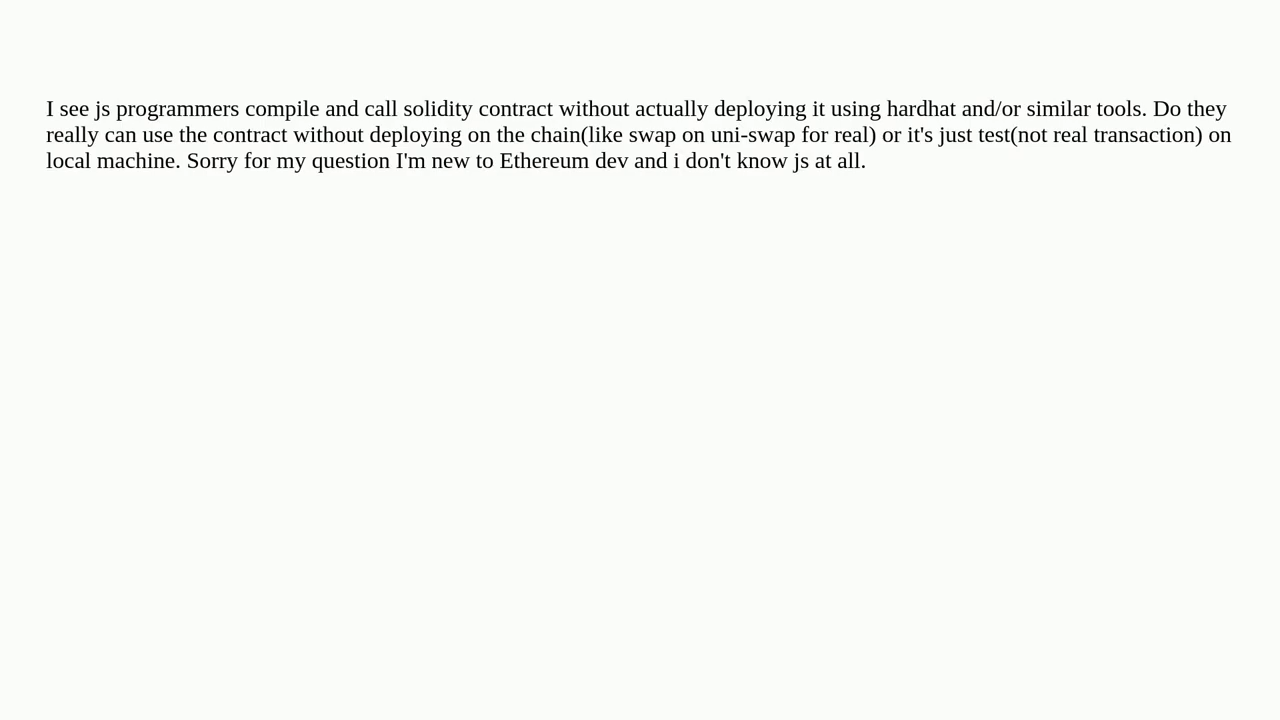 I see js programmers compile and call solidity contract without actually deploying it using hardhat and/or similar tools. Do they
really can use the contract without deploying on the chain(like swap on uni-swap for real) or it's just test(not real transaction) on
local machine. Sorry for my question I'm new to Ethereum dev and i don't know js at all.